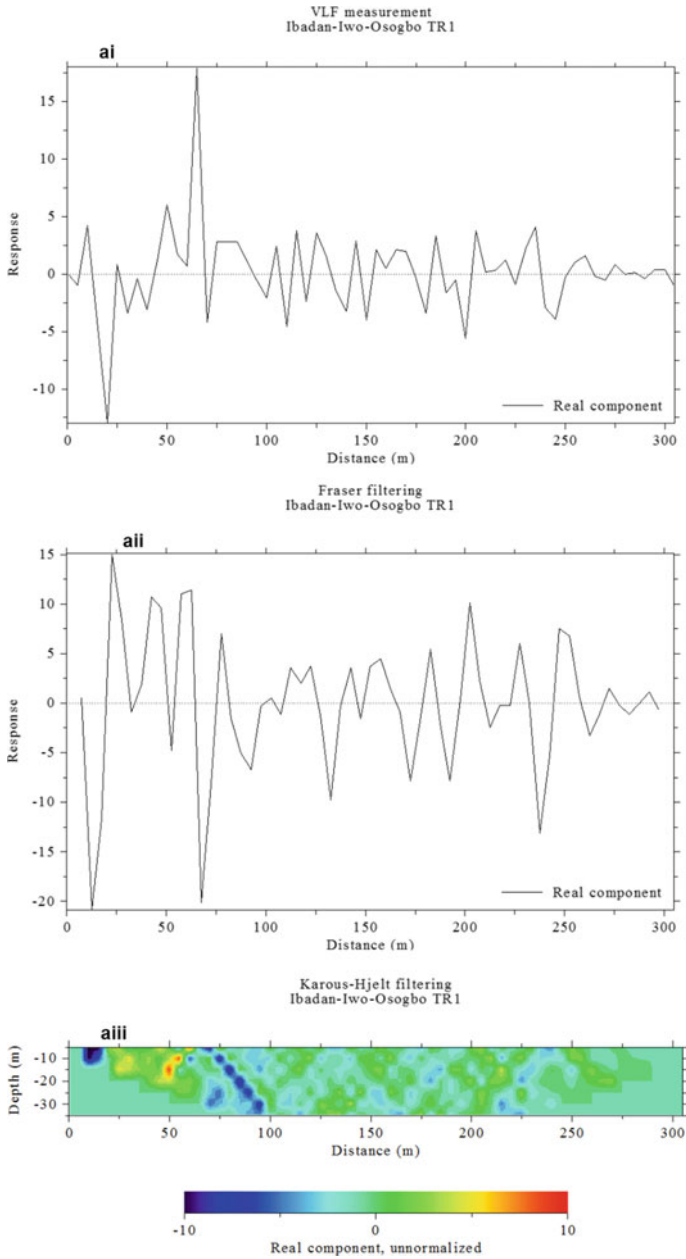 VLF measurement
Ibadan-Iwo-Osogbo TR1
ai
15
10
5
0
-5
-10
Response
Real component
0 50 100 150 200 250 300
Distance (m)
Fraser filtering
Ibadan-Iwo-Osogbo TR1
aii
15
10
5
0
-5
-10
-15
-20
Response
Real component
0 50 100 150 200 250 300
Distance (m)
Karous-Hjelt filtering
Ibadan-Iwo-Osogbo TR1
aiii
Depth (m)
-10
-20
-30
0 50 100 150 200 250 300
Distance (m)
-10 0 10
Real component, unnormalized